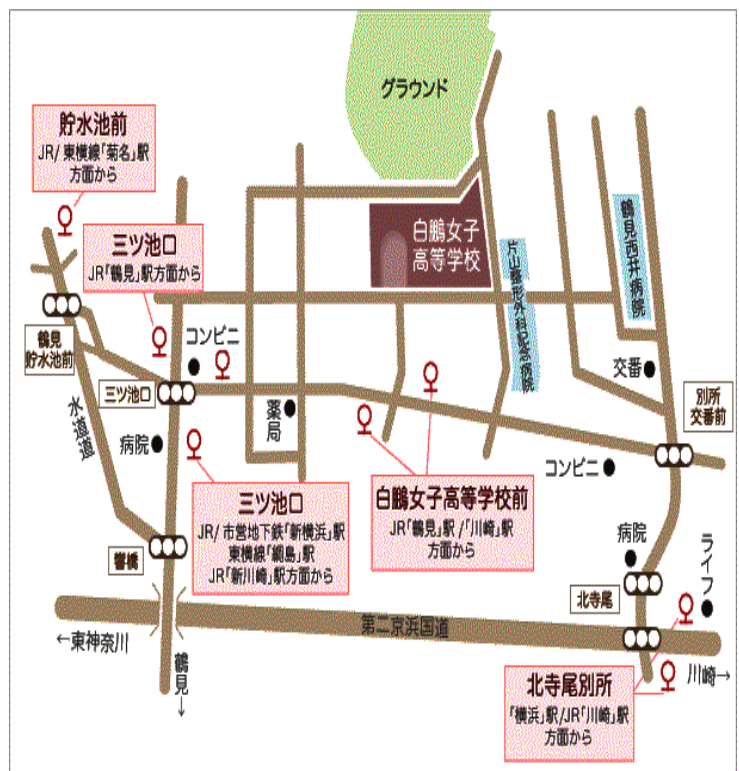 グラウンド
貯水池前
JR/東横線「菊名」駅
方面から
三ツ池口
JR「鶴見」駅方面から
白鵬女子
高等学校
片山整形外科記念病院
鶴見西井病院
鶴見
貯水池前
コンビニ
三ツ池口
水道道
病院
薬局
交番
別所
交番前
コンビニ
三ツ池口
JR/市営地下鉄「新横浜」駅
東横線「綱島」駅
JR「新川崎」駅方面から
白鵬女子高等学校前
JR「鶴見」駅/「川崎」駅
方面から
響橋
病院
北寺尾
ライフ
第二京浜国道
←東神奈川
鶴見→
川崎→
北寺尾別所
「横浜」駅/JR「川崎」駅
方面から